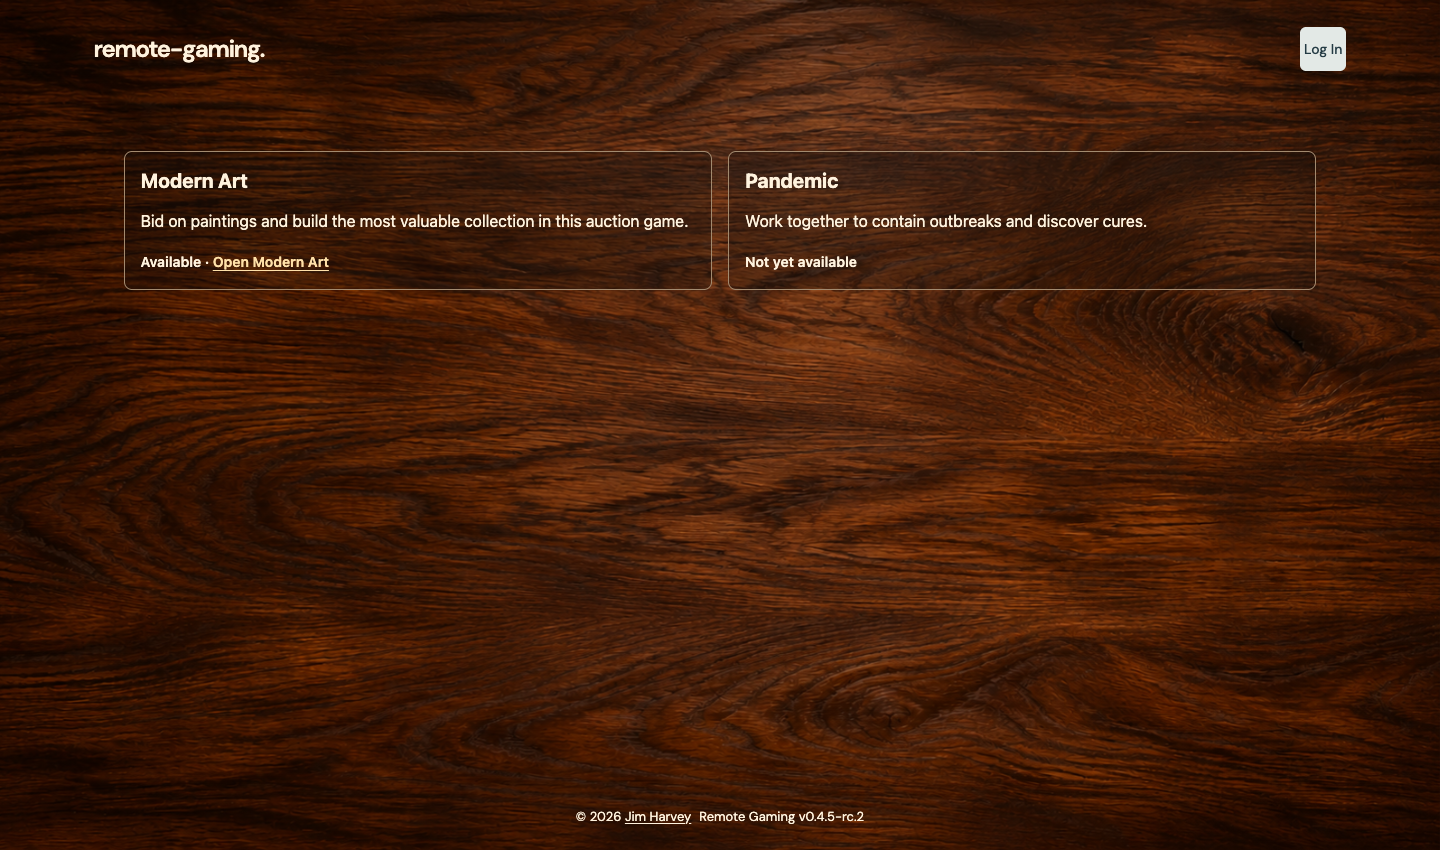 remote-gaming.
Log In
Modern Art
Bid on paintings and build the most valuable collection in this auction game.
Available · Open Modern Art
Pandemic
Work together to contain outbreaks and discover cures.
Not yet available
© 2026 Jim Harvey Remote Gaming v0.4.5-rc.2